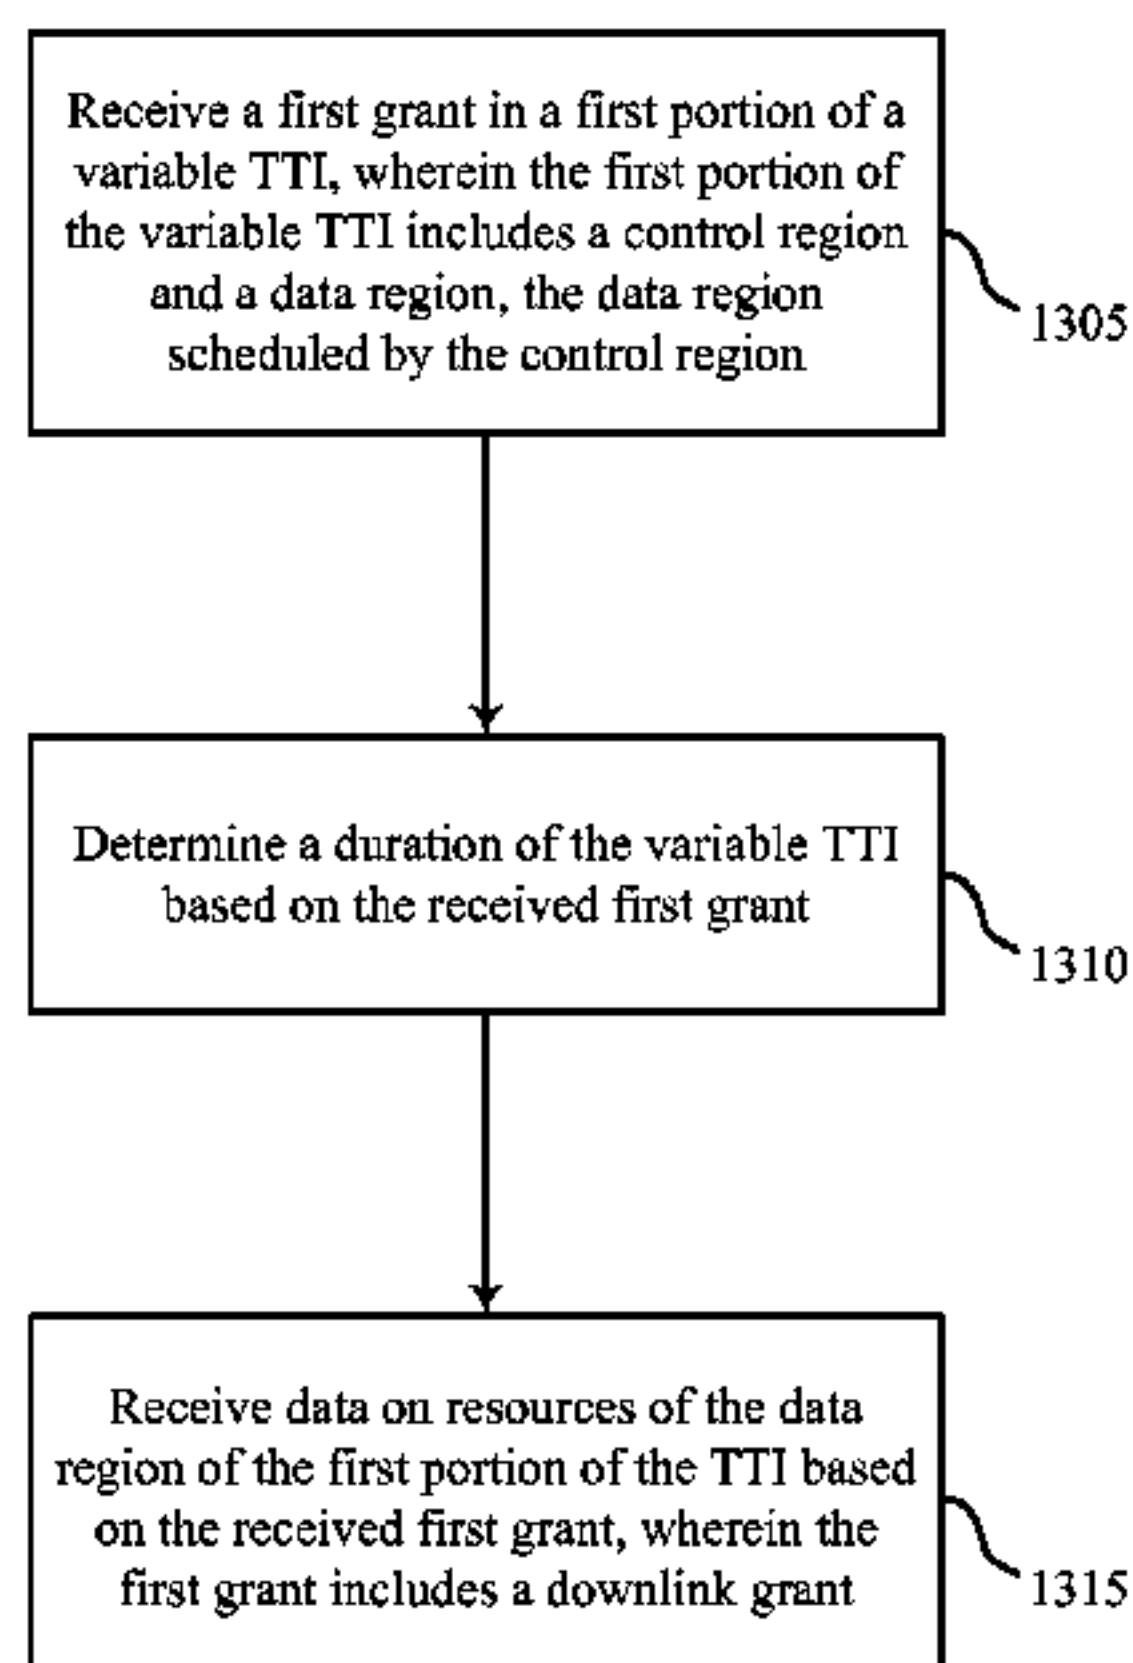 Receive a first grant in a first portion of a
variable TTI, wherein the first portion of
the variable TTI includes a control region
and a data region, the data region
scheduled by the control region
1305
Determine a duration of the variable TTI
based on the received first grant
1310
Receive data on resources of the data
region of the first portion of the TTI based
on the received first grant, wherein the
first grant includes a downlink grant
1315